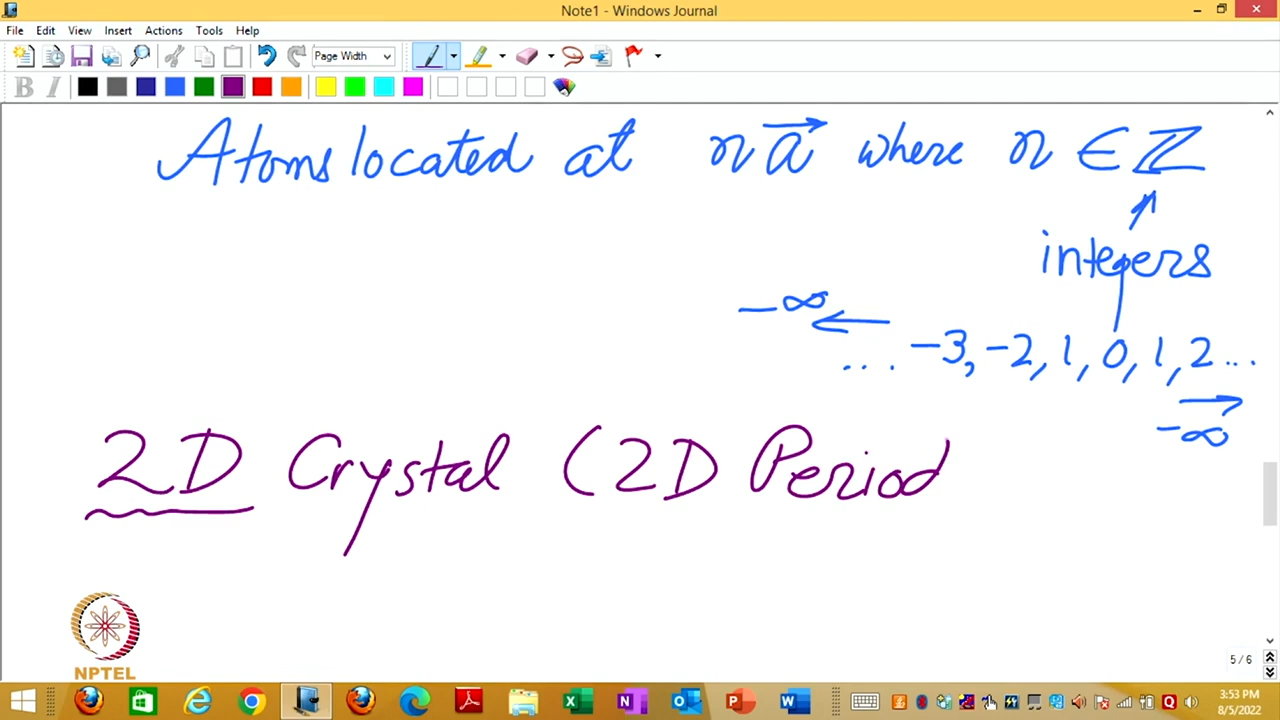 Note1 - Windows Journal
File Edit View Insert Actions Tools Help
Page Width
B I
Atoms located at n a⃗ where n ∈ ℤ
integers
-∞ ←
... -3, -2, 1, 0, 1, 2 ...
→
-∞
2D Crystal (2D Period
NPTEL
5 / 6
3:53 PM
8/5/2022